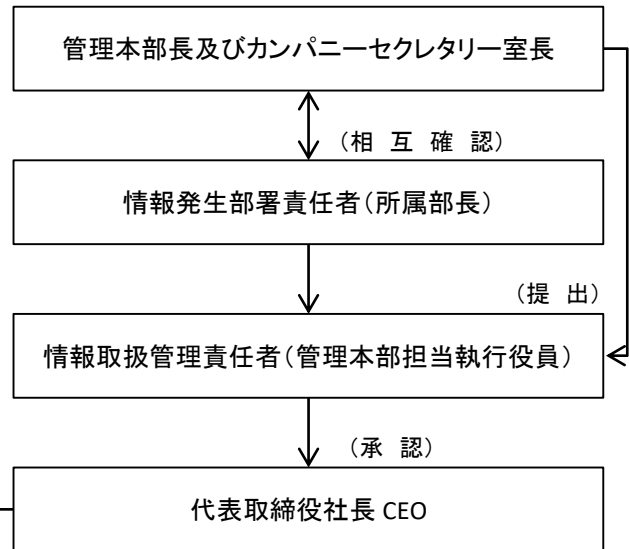 管理本部長及びカンパニーセクレタリー室長
（相 互 確 認）
情報発生部署責任者（所属部長）
（提 出）
情報取扱管理責任者（管理本部担当執行役員）
（承 認）
代表取締役社長 CEO